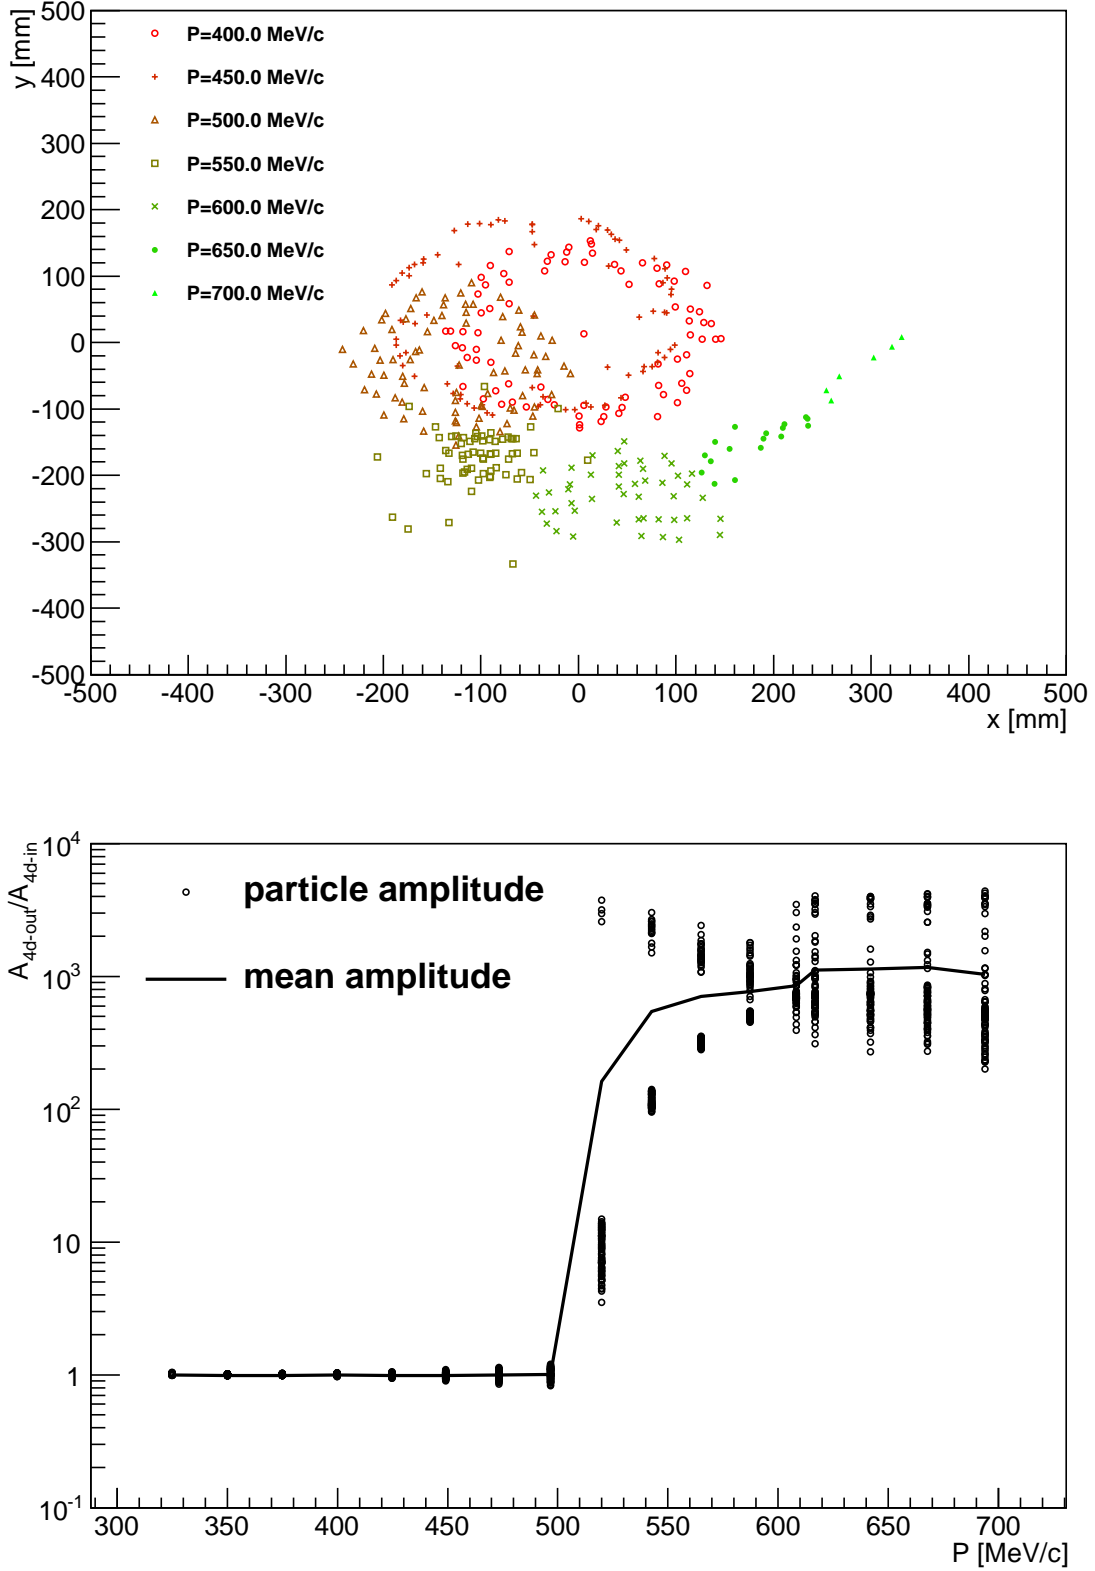 y [mm]
500
400
300
200
100
0
-100
-200
-300
-400
-500
P=400.0 MeV/c
P=450.0 MeV/c
P=500.0 MeV/c
P=550.0 MeV/c
P=600.0 MeV/c
P=650.0 MeV/c
P=700.0 MeV/c
-500 -400 -300 -200 -100 0 100 200 300 400 500
x [mm]
A4d-out/A4d-in
10^4
10^3
10^2
10
1
10^-1
particle amplitude
mean amplitude
300 350 400 450 500 550 600 650 700
P [MeV/c]